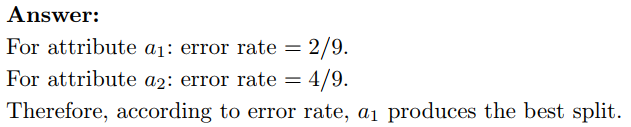 Answer:
For attribute a₁: error rate = 2/9.
For attribute a₂: error rate = 4/9.
Therefore, according to error rate, a₁ produces the best split.